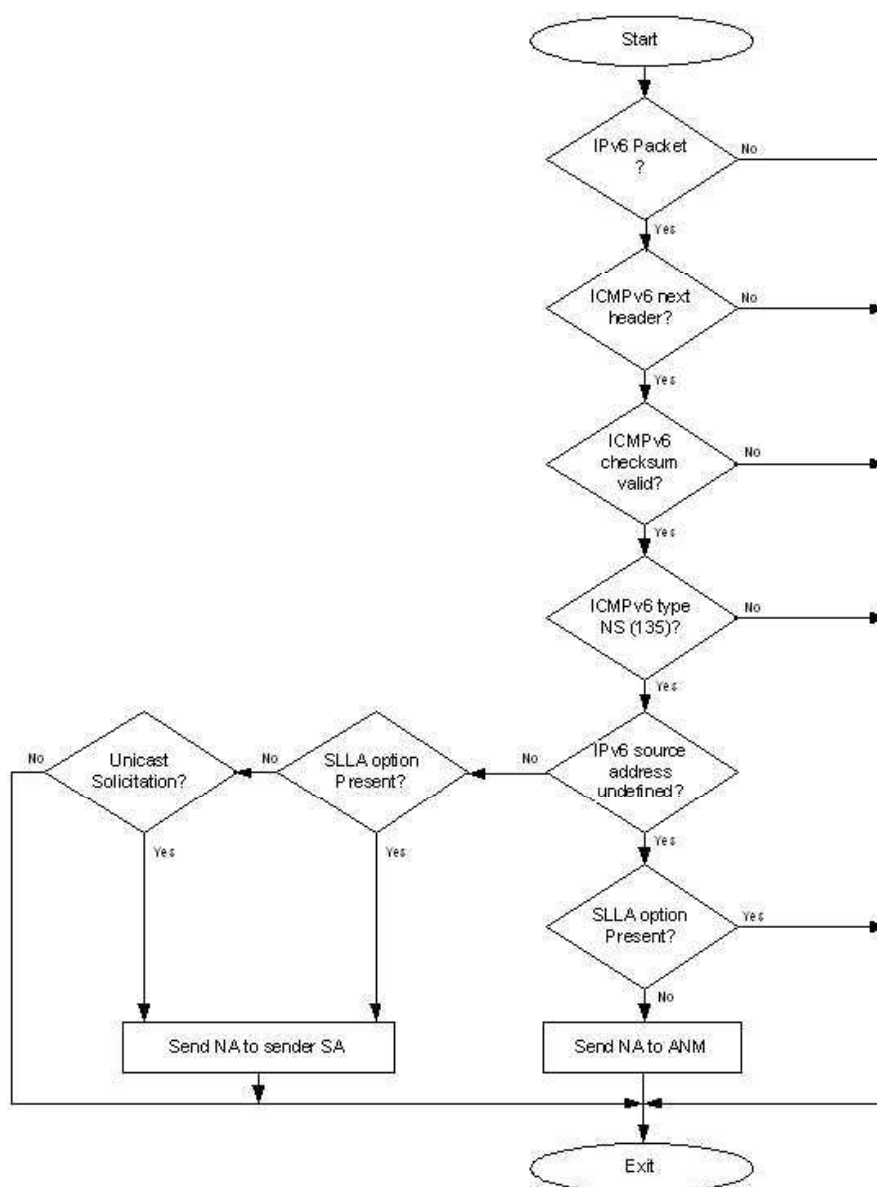 Start
IPv6 Packet
?
No
Yes
ICMPv6 next
header?
No
Yes
ICMPv6
checksum
valid?
No
Yes
ICMPv6 type
NS (135)?
No
Yes
IPv6 source
address
undefined?
No
Yes
SLLA option
Present?
No
Yes
Unicast
Solicitation?
No
Yes
SLLA option
Present?
Yes
No
Send NA to sender SA
Send NA to ANM
Exit